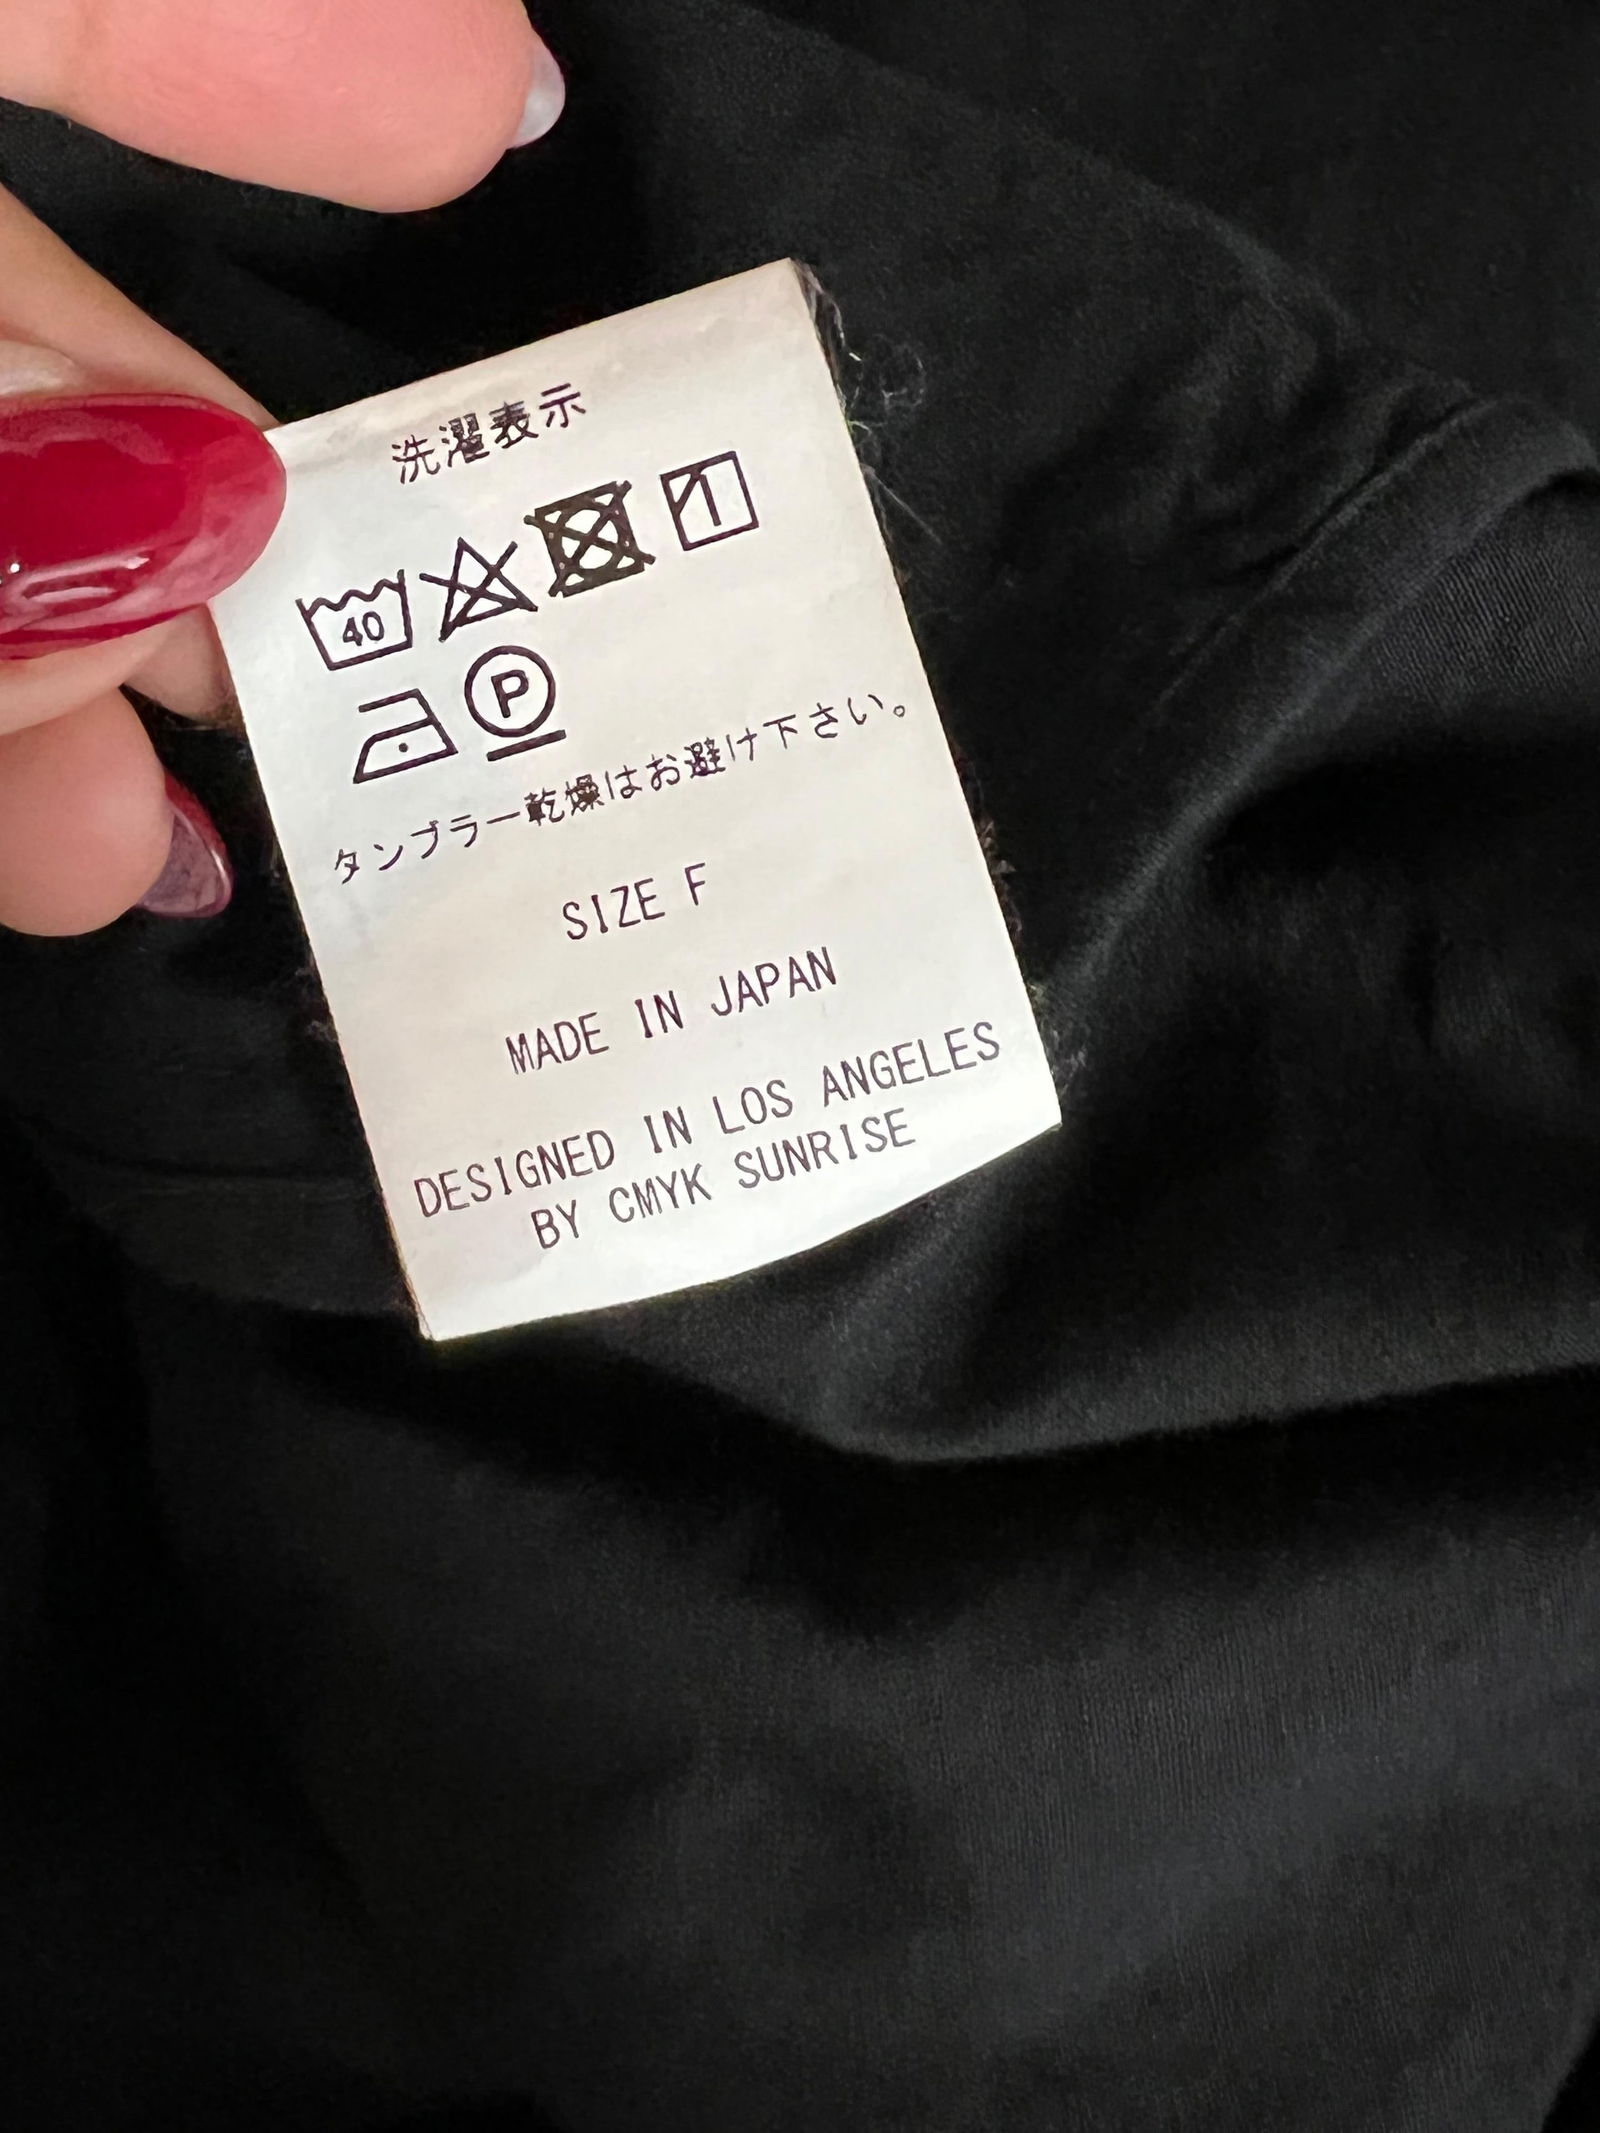 洗濯表示
40
P
タンブラー乾燥はお避け下さい。
SIZE F
MADE IN JAPAN
DESIGNED IN LOS ANGELES
BY CMYK SUNRISE